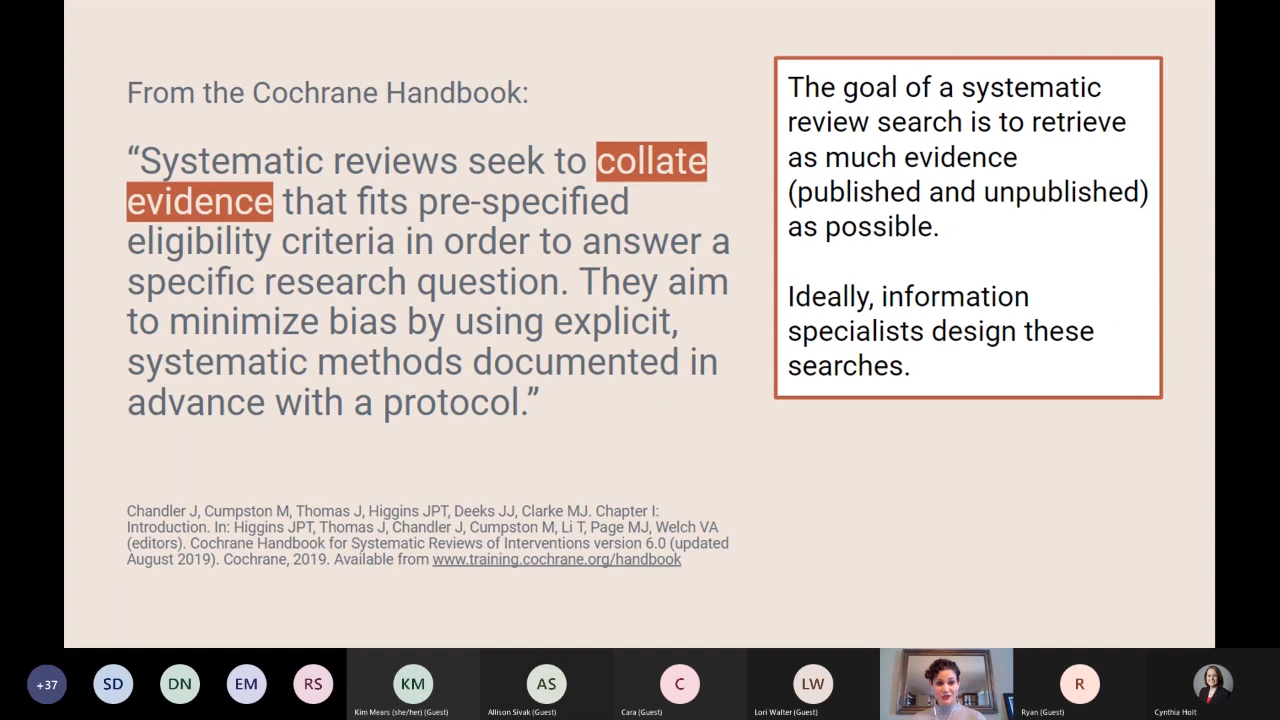 From the Cochrane Handbook:
“Systematic reviews seek to collate
evidence that fits pre-specified
eligibility criteria in order to answer a
specific research question. They aim
to minimize bias by using explicit,
systematic methods documented in
advance with a protocol.”
Chandler J, Cumpston M, Thomas J, Higgins JPT, Deeks JJ, Clarke MJ. Chapter I:
Introduction. In: Higgins JPT, Thomas J, Chandler J, Cumpston M, Li T, Page MJ, Welch VA
(editors). Cochrane Handbook for Systematic Reviews of Interventions version 6.0 (updated
August 2019). Cochrane, 2019. Available from www.training.cochrane.org/handbook
The goal of a systematic
review search is to retrieve
as much evidence
(published and unpublished)
as possible.
Ideally, information
specialists design these
searches.
+37
SD
DN
EM
RS
KM
Kim Mears (she/her) (Guest)
AS
Allison Sivak (Guest)
C
Cara (Guest)
LW
Lori Walter (Guest)
R
Ryan (Guest)
Cynthia Holt